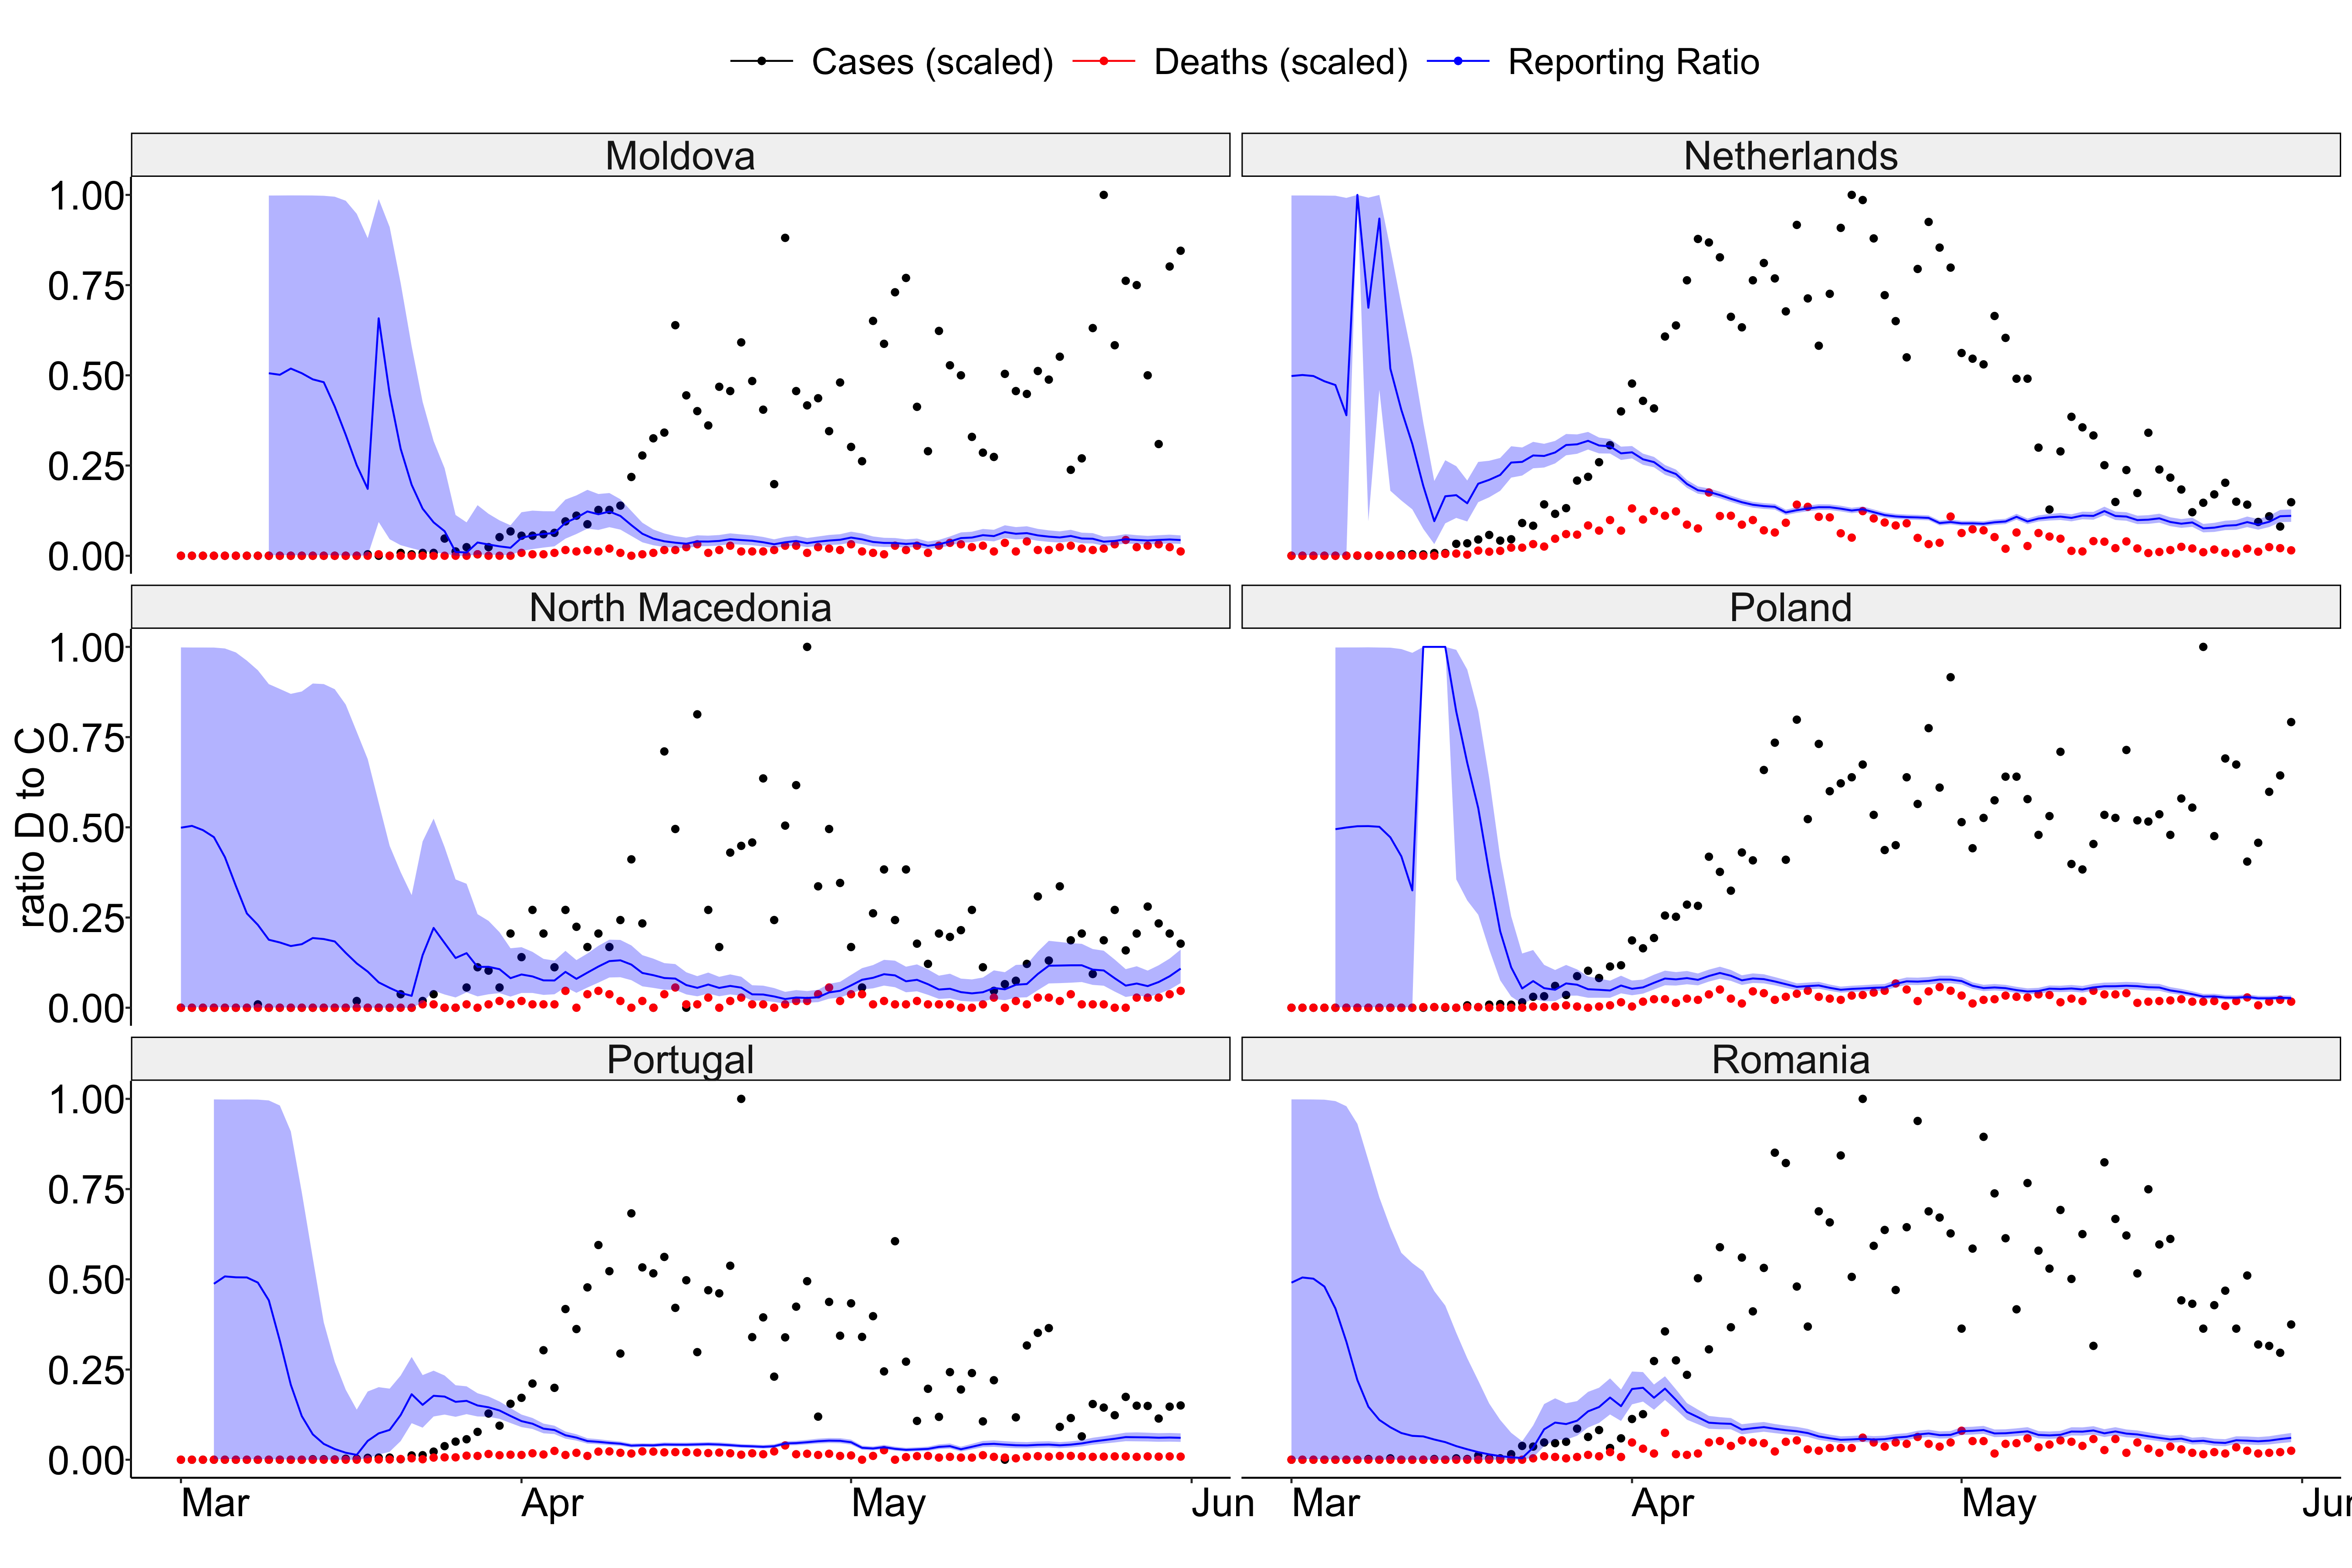 Cases (scaled) Deaths (scaled) Reporting Ratio
Moldova Netherlands
1.00
0.75
0.50
0.25
0.00
North Macedonia Poland
1.00
0.75
0.50
0.25
0.00
ratio D to C
Portugal Romania
1.00
0.75
0.50
0.25
0.00
Mar Apr May Jun Mar Apr May Jun